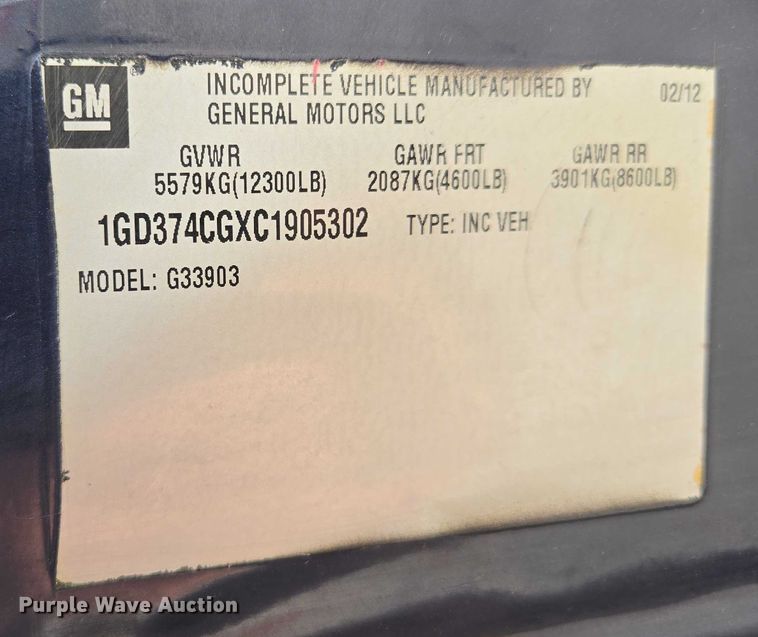 GM
INCOMPLETE VEHICLE MANUFACTURED BY 02/12
GENERAL MOTORS LLC
GVWR GAWR FRT GAWR RR
5579KG(12300LB) 2087KG(4600LB) 3901KG(8600LB)
1GD374CGXC1905302 TYPE: INC VEH
MODEL: G33903
Purple Wave Auction